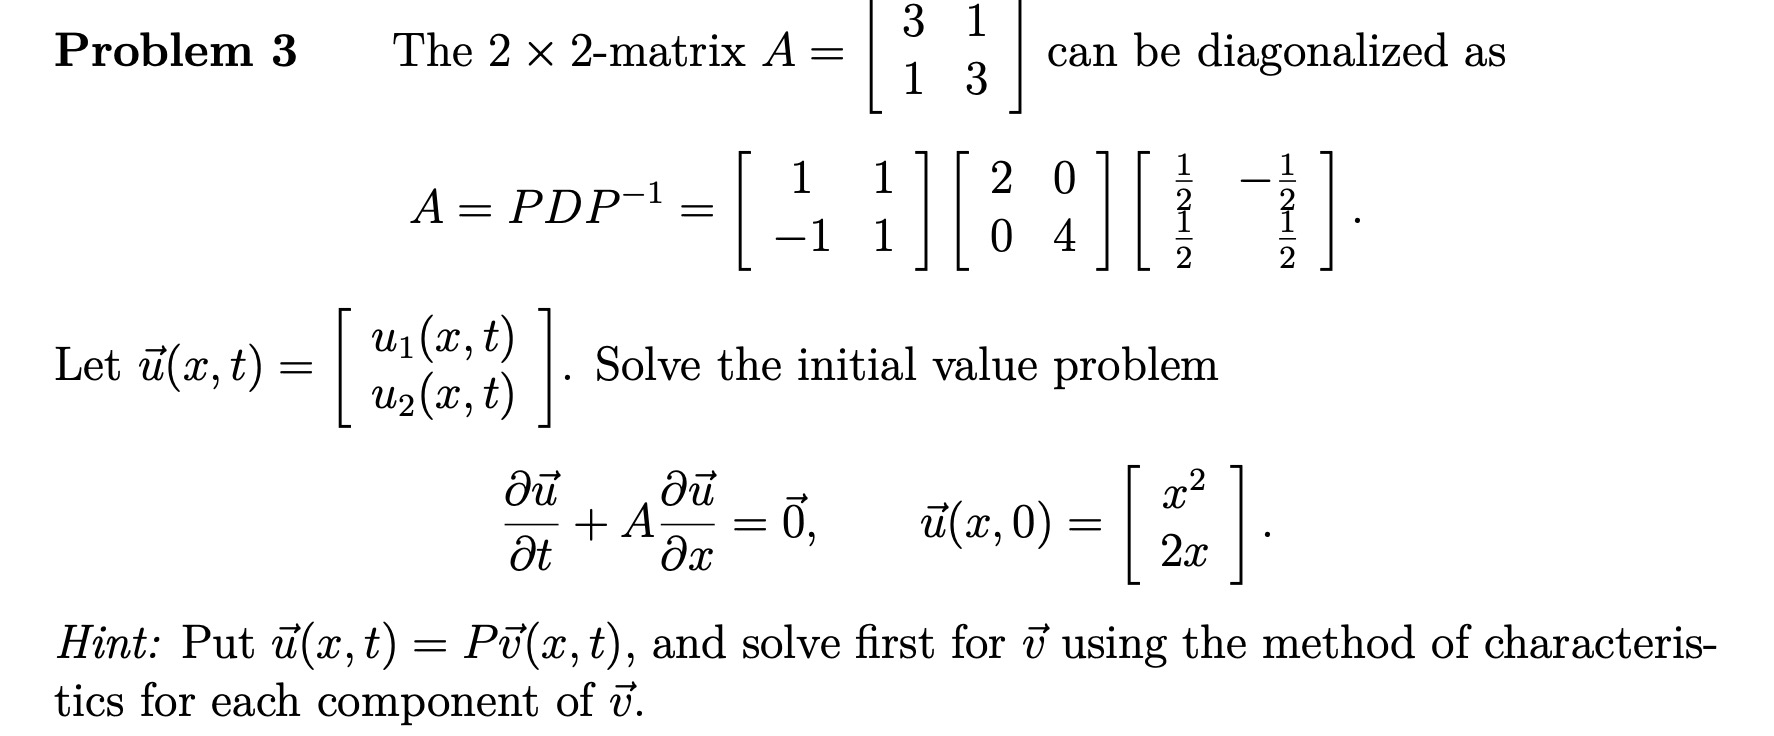 Problem 3 The 2 × 2-matrix A = [ 3 1 ; 1 3 ] can be diagonalized as
A = PDP⁻¹ = [ 1 1 ; −1 1 ] [ 2 0 ; 0 4 ] [ 1/2 −1/2 ; 1/2 1/2 ].
Let u⃗(x, t) = [ u₁(x, t) ; u₂(x, t) ]. Solve the initial value problem
∂u⃗/∂t + A ∂u⃗/∂x = 0⃗, u⃗(x, 0) = [ x² ; 2x ].
Hint: Put u⃗(x, t) = Pv⃗(x, t), and solve first for v⃗ using the method of characteris-
tics for each component of v⃗.